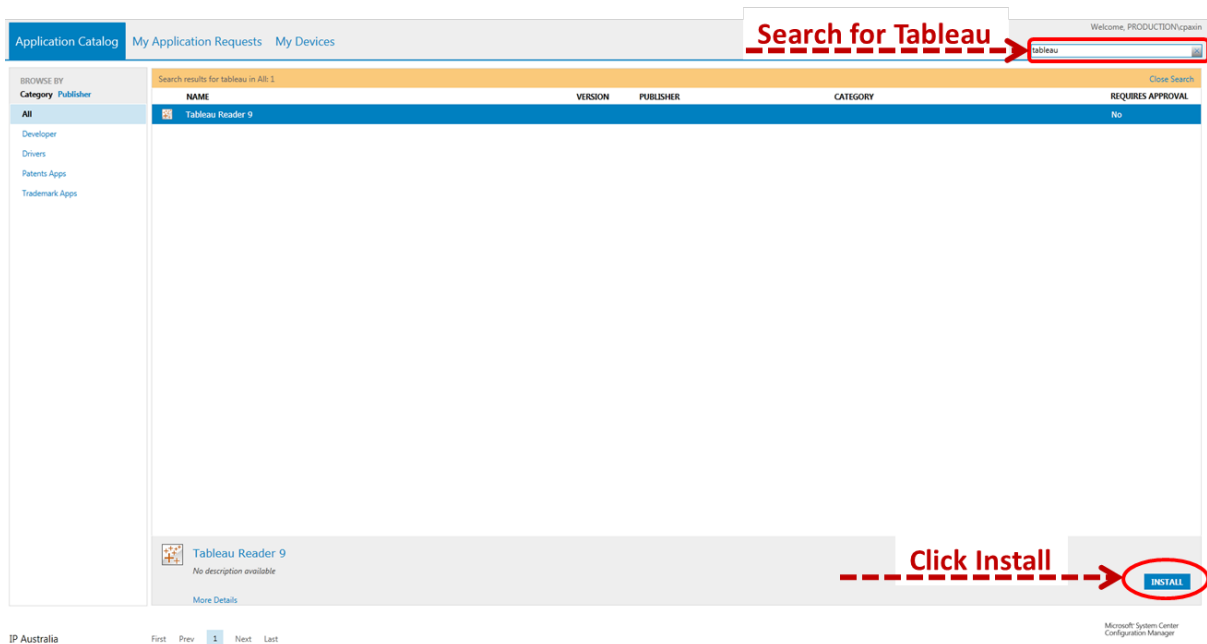 Welcome, PRODUCTION\cpaxin
Application Catalog My Application Requests My Devices
Search for Tableau
tableau
BROWSE BY
Category Publisher
All
Developer
Drivers
Patents Apps
Trademark Apps
Search results for tableau in All: 1
Close Search
NAME VERSION PUBLISHER CATEGORY REQUIRES APPROVAL
Tableau Reader 9 No
Tableau Reader 9
No description available
More Details
Click Install
INSTALL
IP Australia
First Prev 1 Next Last
Microsoft System Center
Configuration Manager